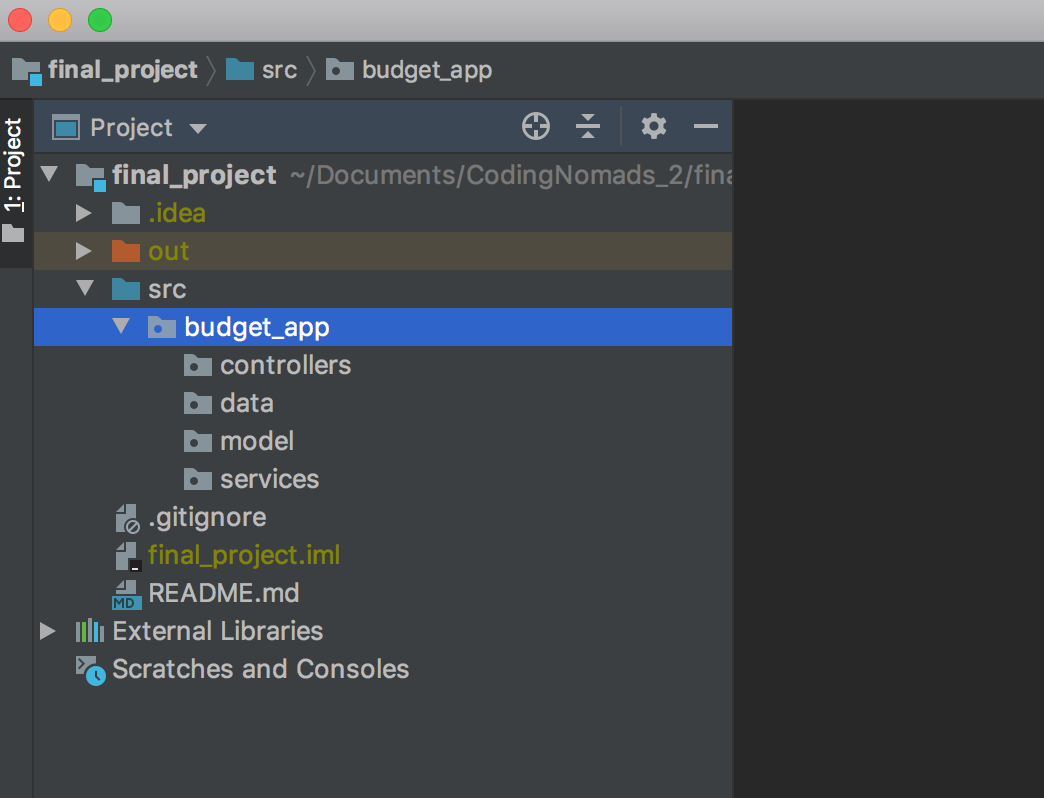 final_project src budget_app
1: Project
Project
final_project ~/Documents/CodingNomads_2/fina
.idea
out
src
budget_app
controllers
data
model
services
.gitignore
final_project.iml
MD README.md
External Libraries
Scratches and Consoles